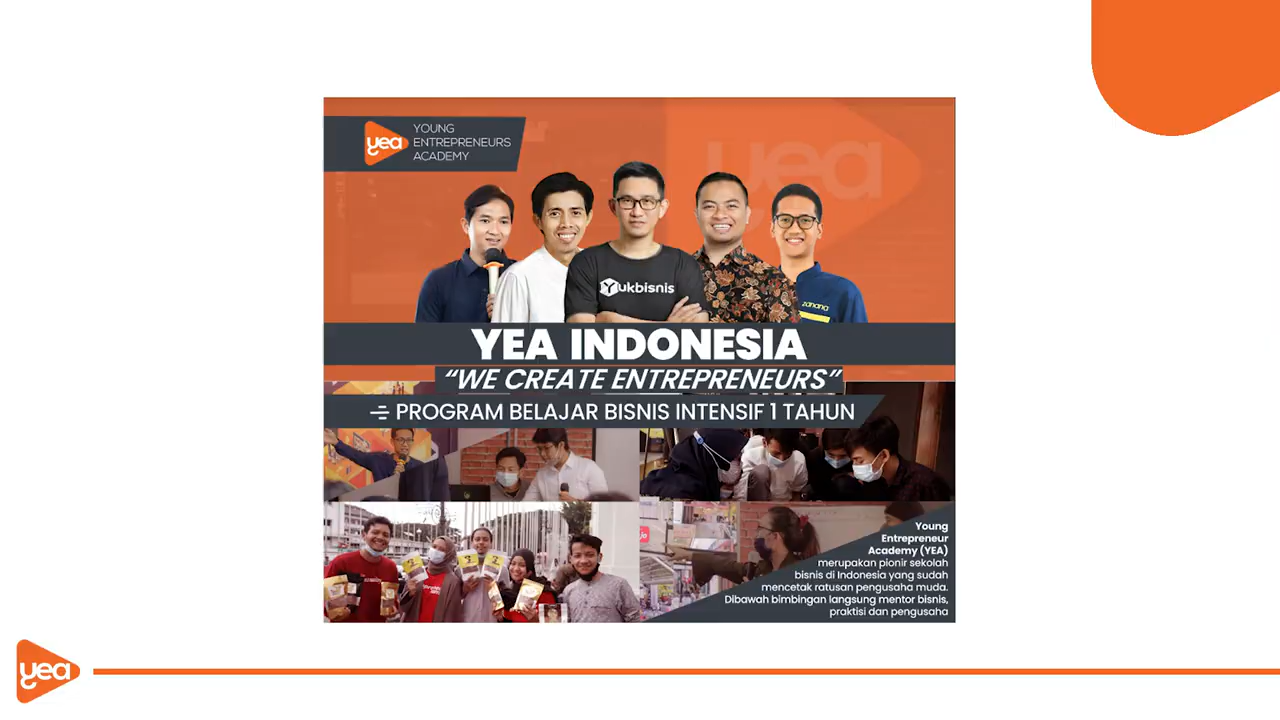 yea
YOUNG
ENTREPRENEURS
ACADEMY
yea
Yukbisnis
zanana
YEA INDONESIA
“WE CREATE ENTREPRENEURS”
PROGRAM BELAJAR BISNIS INTENSIF 1 TAHUN
Young
Entrepreneur
Academy (YEA)
merupakan pionir sekolah
bisnis di Indonesia yang sudah
mencetak ratusan pengusaha muda.
Dibawah bimbingan langsung mentor bisnis,
praktisi dan pengusaha
yea